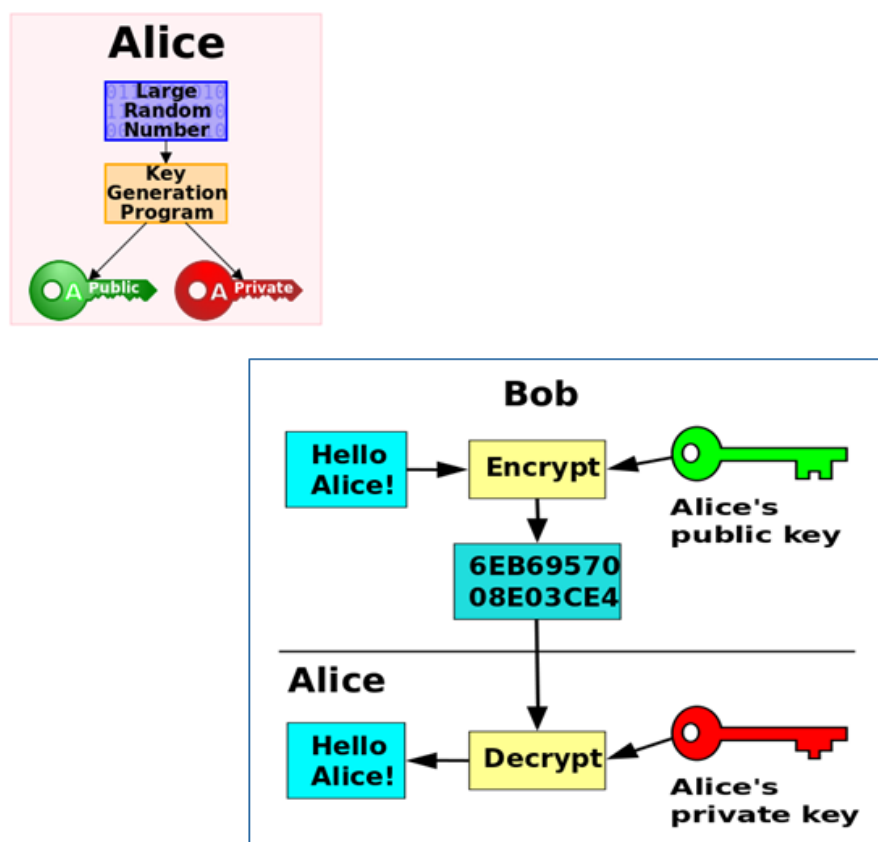 Alice
Large
Random
Number
Key
Generation
Program
A Public
A Private
Bob
Hello
Alice!
Encrypt
Alice's
public key
6EB69570
08E03CE4
Alice
Hello
Alice!
Decrypt
Alice's
private key